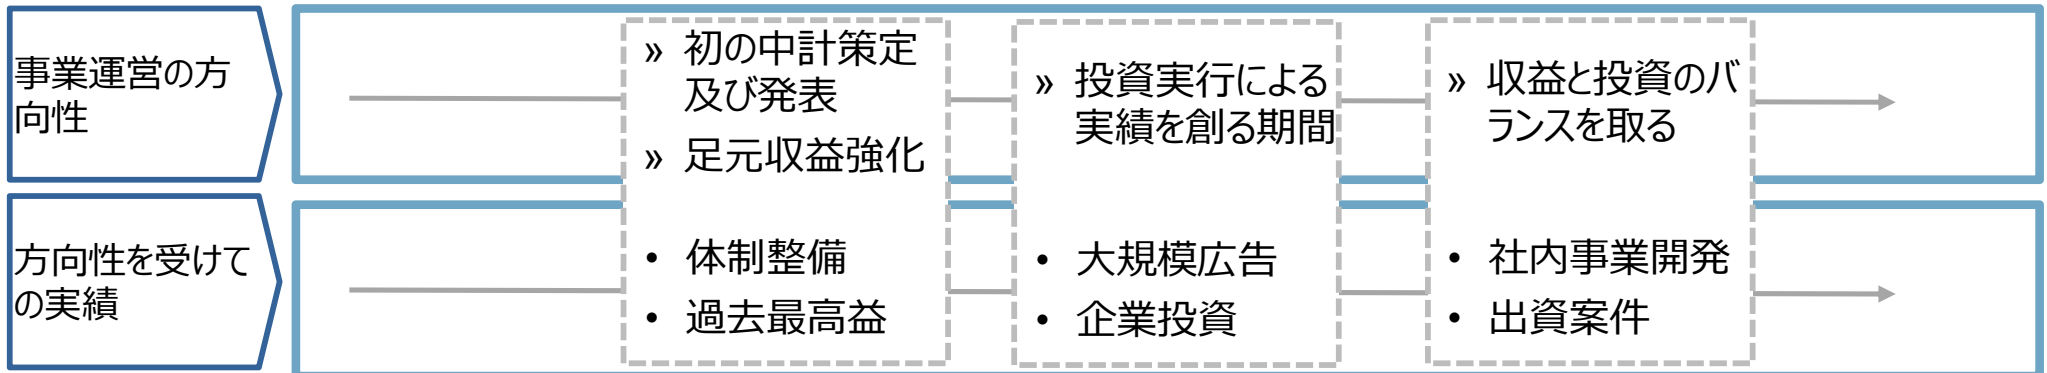 事業運営の方
向性
» 初の中計策定
及び発表
» 足元収益強化
» 投資実行による
実績を創る期間
» 収益と投資のバ
ランスを取る
方向性を受けて
の実績
• 体制整備
• 過去最高益
• 大規模広告
• 企業投資
• 社内事業開発
• 出資案件